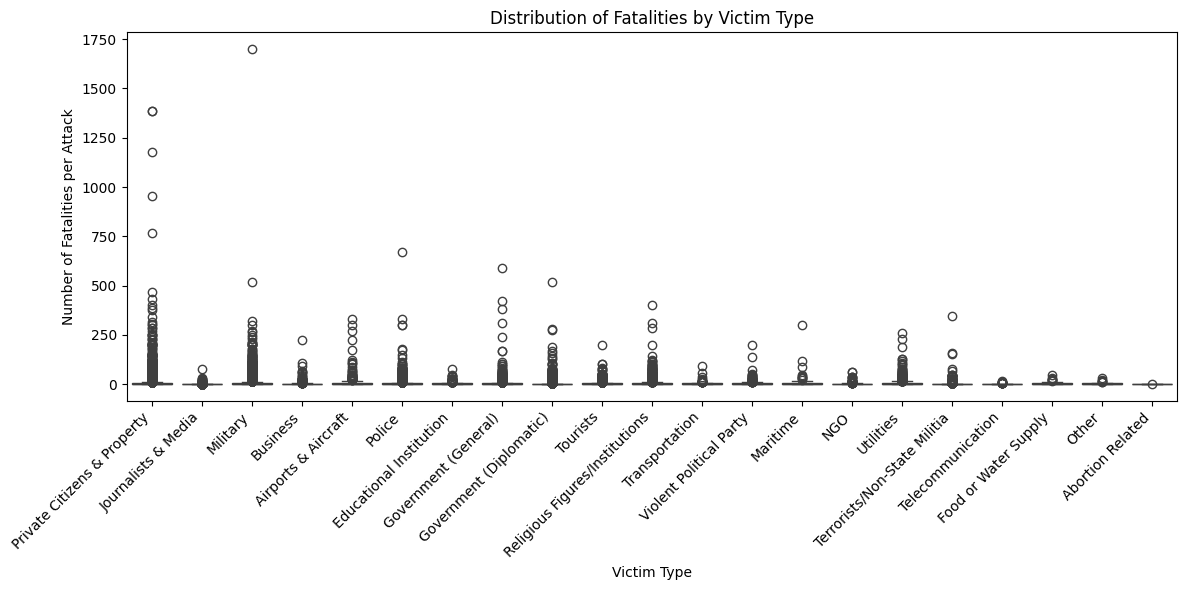 Distribution of Fatalities by Victim Type
Number of Fatalities per Attack
1750
1500
1250
1000
750
500
250
0
Private Citizens & Property
Journalists & Media
Military
Business
Airports & Aircraft
Police
Educational Institution
Government (General)
Government (Diplomatic)
Tourists
Religious Figures/Institutions
Transportation
Violent Political Party
Maritime
NGO
Utilities
Terrorists/Non-State Militia
Telecommunication
Food or Water Supply
Other
Abortion Related
Victim Type